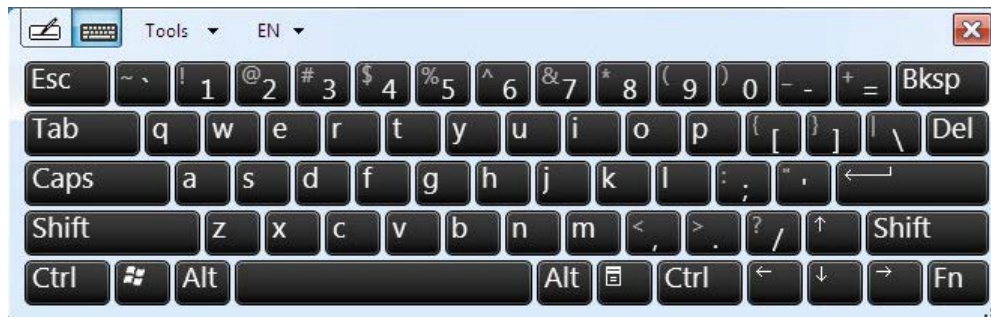 Tools EN
Esc ~ ` ! 1 @ 2 # 3 $ 4 % 5 ^ 6 & 7 * 8 ( 9 ) 0 _ - + = Bksp
Tab q w e r t y u i o p { [ } ] | \ Del
Caps a s d f g h j k l : ; " ' ←
Shift z x c v b n m < , > . ? / ↑ Shift
Ctrl Alt Alt Ctrl ← ↓ → Fn